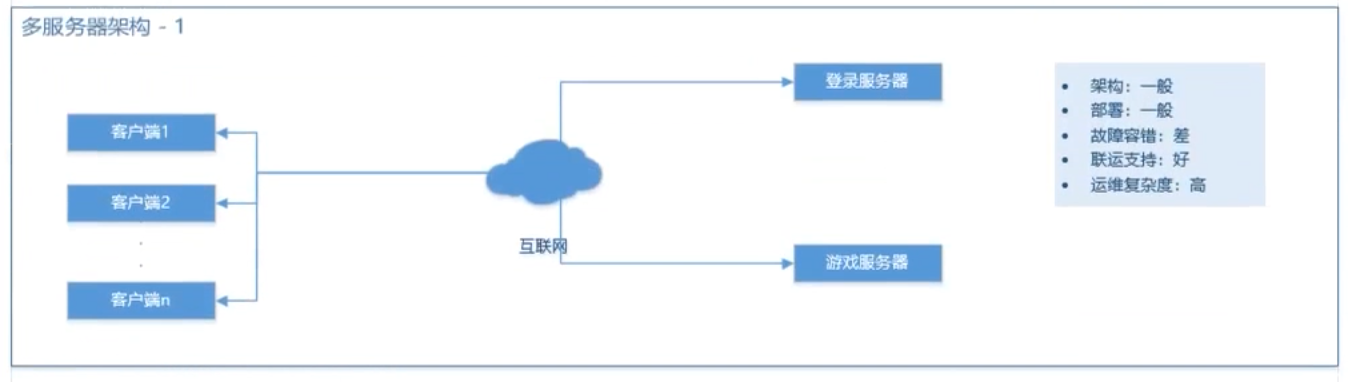 多服务器架构 - 1
登录服务器
客户端1
客户端2
客户端n
互联网
游戏服务器
• 架构：一般
• 部署：一般
• 故障容错：差
• 联运支持：好
• 运维复杂度：高